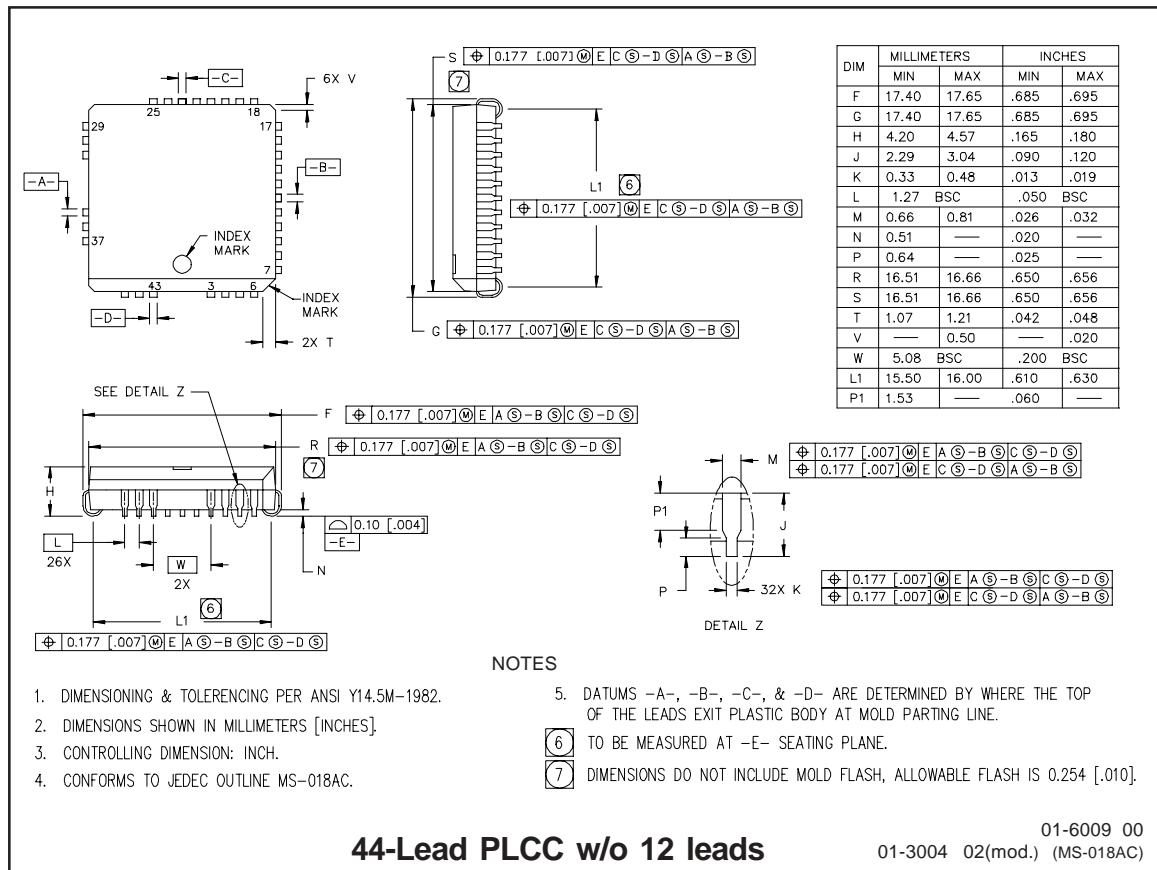 -C-
6X V
25
18
29
17
-B-
-A-
37
INDEX
MARK
7
43
3
6
INDEX
MARK
-D-
2X T
S ⌖ 0.177 [.007]Ⓜ E C Ⓢ-D Ⓢ A Ⓢ-B Ⓢ
7
L1 6
⌖ 0.177 [.007]Ⓜ E C Ⓢ-D Ⓢ A Ⓢ-B Ⓢ
G ⌖ 0.177 [.007]Ⓜ E C Ⓢ-D Ⓢ A Ⓢ-B Ⓢ
DIM MILLIMETERS INCHES
MIN MAX MIN MAX
F 17.40 17.65 .685 .695
G 17.40 17.65 .685 .695
H 4.20 4.57 .165 .180
J 2.29 3.04 .090 .120
K 0.33 0.48 .013 .019
L 1.27 BSC .050 BSC
M 0.66 0.81 .026 .032
N 0.51 — .020 —
P 0.64 — .025 —
R 16.51 16.66 .650 .656
S 16.51 16.66 .650 .656
T 1.07 1.21 .042 .048
V — 0.50 — .020
W 5.08 BSC .200 BSC
L1 15.50 16.00 .610 .630
P1 1.53 — .060 —
SEE DETAIL Z
F ⌖ 0.177 [.007]Ⓜ E A Ⓢ-B Ⓢ C Ⓢ-D Ⓢ
R ⌖ 0.177 [.007]Ⓜ E A Ⓢ-B Ⓢ C Ⓢ-D Ⓢ
7
H
⌓ 0.10 [.004]
-E-
L
26X
W
2X
N
L1 6
⌖ 0.177 [.007]Ⓜ E A Ⓢ-B Ⓢ C Ⓢ-D Ⓢ
M ⌖ 0.177 [.007]Ⓜ E A Ⓢ-B Ⓢ C Ⓢ-D Ⓢ
⌖ 0.177 [.007]Ⓜ E C Ⓢ-D Ⓢ A Ⓢ-B Ⓢ
P1
J
P
32X K
⌖ 0.177 [.007]Ⓜ E A Ⓢ-B Ⓢ C Ⓢ-D Ⓢ
⌖ 0.177 [.007]Ⓜ E C Ⓢ-D Ⓢ A Ⓢ-B Ⓢ
DETAIL Z
NOTES
1. DIMENSIONING & TOLERENCING PER ANSI Y14.5M-1982.
2. DIMENSIONS SHOWN IN MILLIMETERS [INCHES].
3. CONTROLLING DIMENSION: INCH.
4. CONFORMS TO JEDEC OUTLINE MS-018AC.
5. DATUMS -A-, -B-, -C-, & -D- ARE DETERMINED BY WHERE THE TOP
OF THE LEADS EXIT PLASTIC BODY AT MOLD PARTING LINE.
6 TO BE MEASURED AT -E- SEATING PLANE.
7 DIMENSIONS DO NOT INCLUDE MOLD FLASH, ALLOWABLE FLASH IS 0.254 [.010].
44-Lead PLCC w/o 12 leads
01-6009 00
01-3004 02(mod.) (MS-018AC)